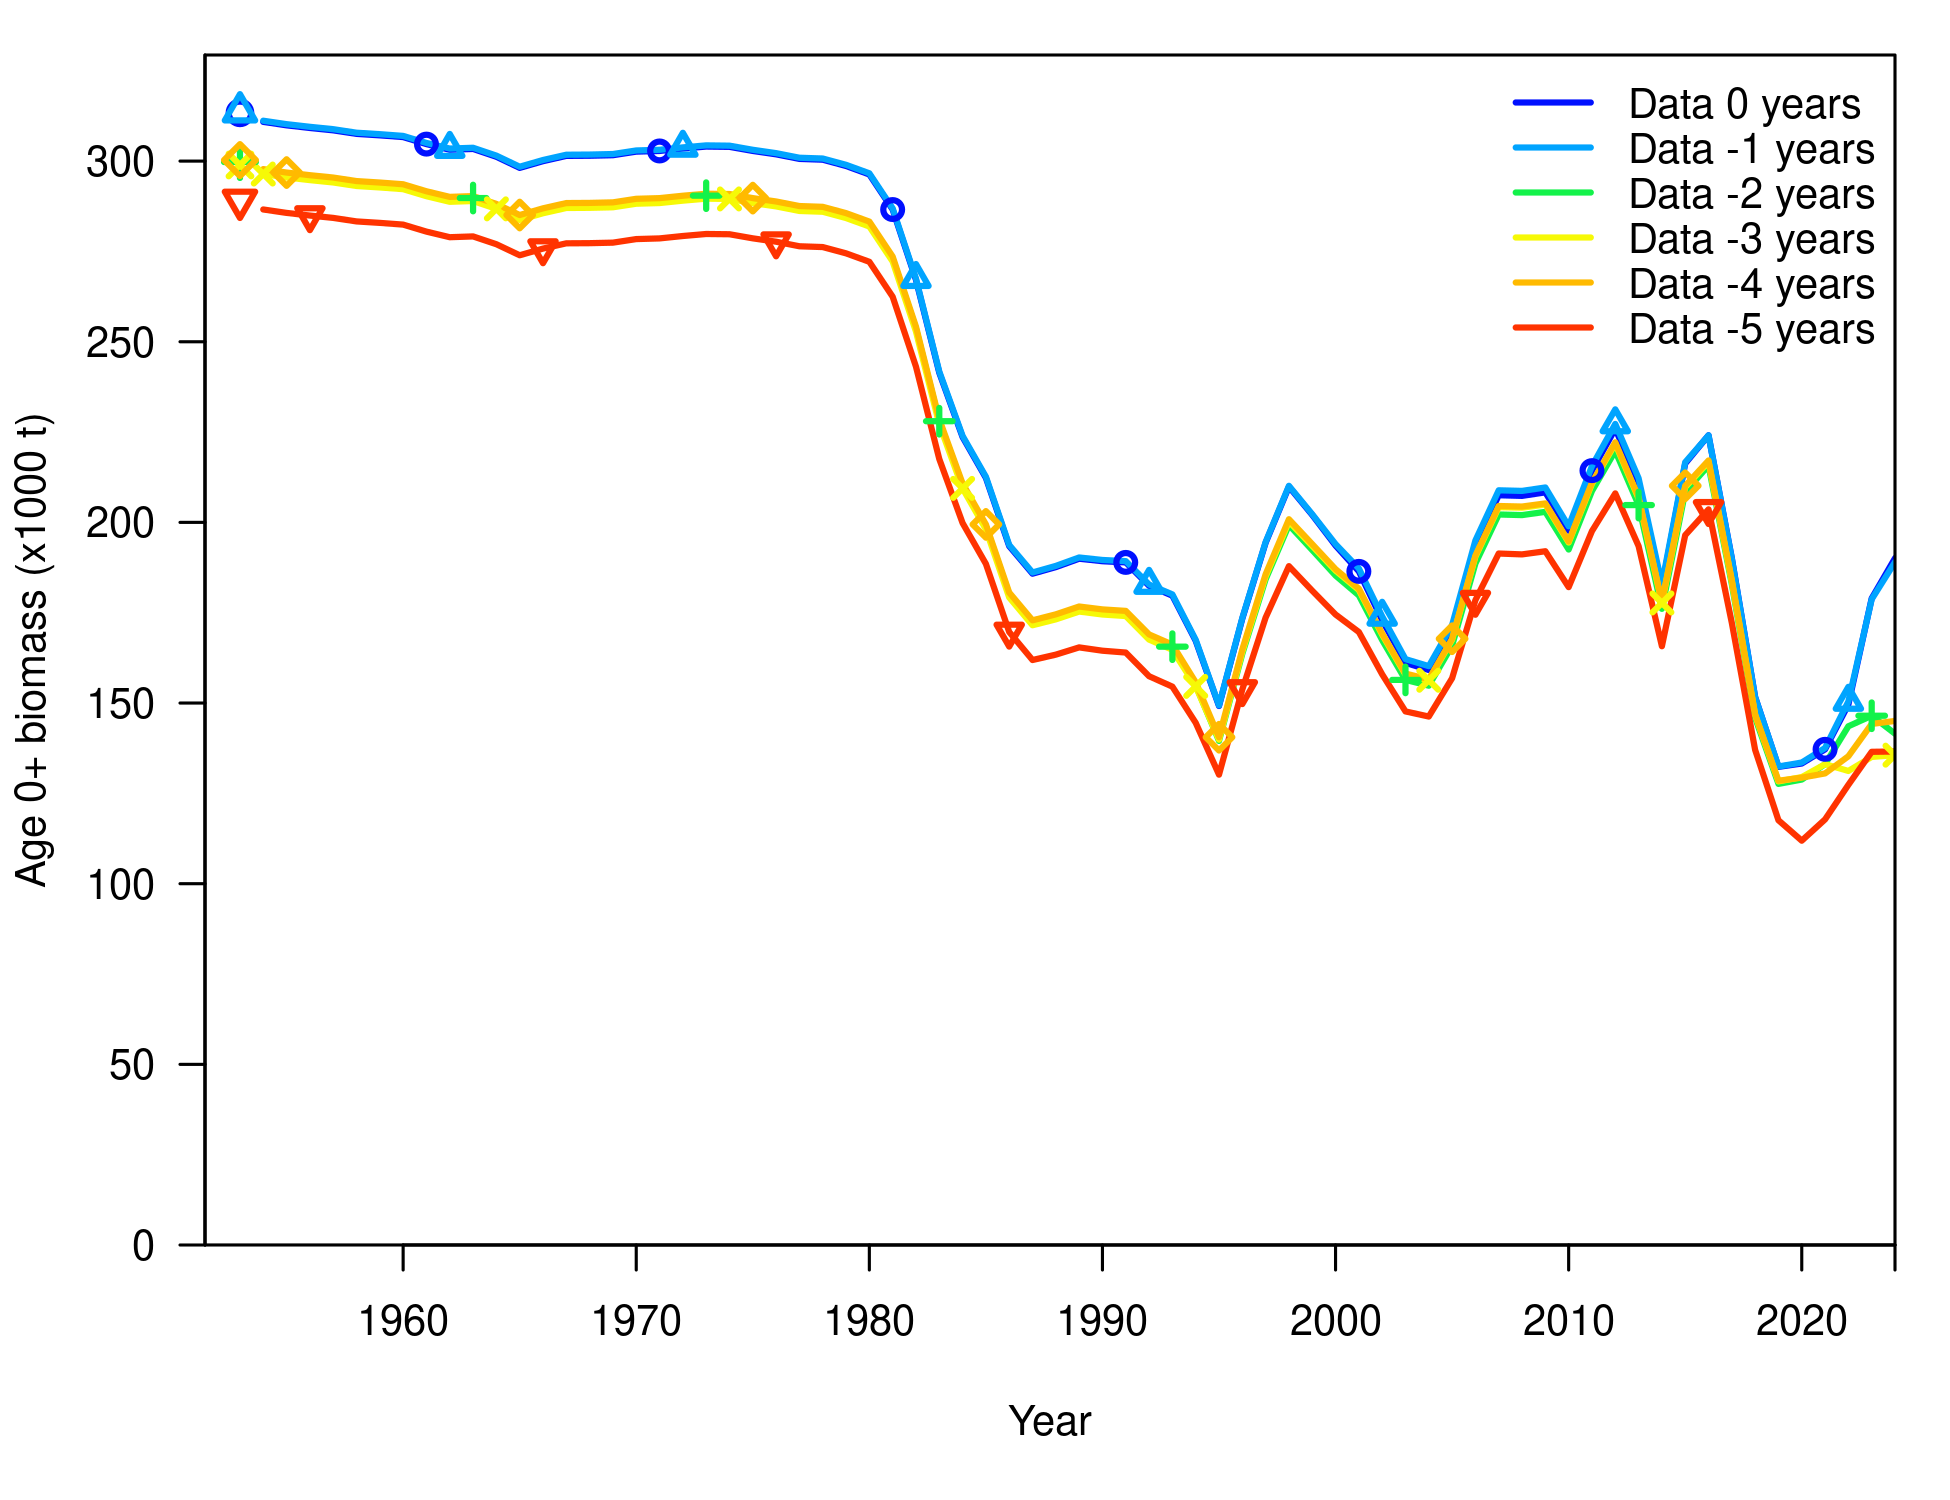 Data 0 years
Data -1 years
Data -2 years
Data -3 years
Data -4 years
Data -5 years
300
250
200
150
100
50
0
Age 0+ biomass (x1000 t)
1960 1970 1980 1990 2000 2010 2020
Year